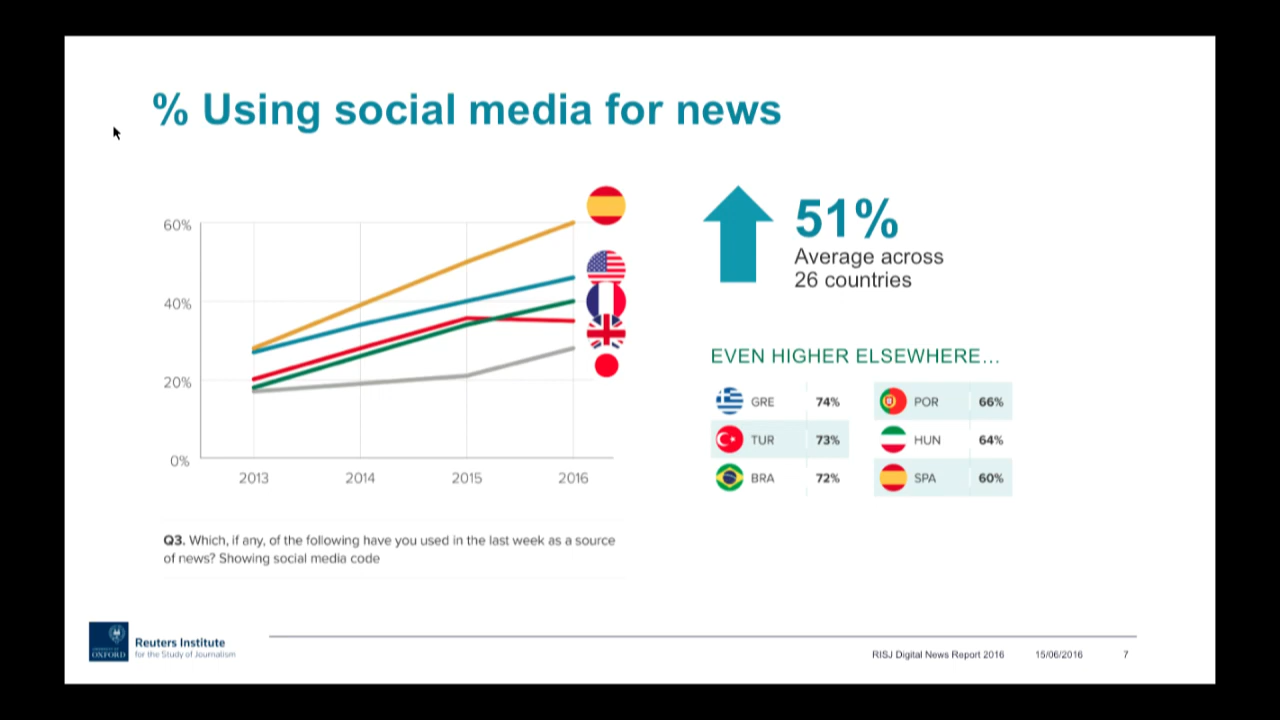 % Using social media for news
60%
40%
20%
0%
2013 2014 2015 2016
51%
Average across
26 countries
EVEN HIGHER ELSEWHERE...
GRE 74% POR 66%
TUR 73% HUN 64%
BRA 72% SPA 60%
Q3. Which, if any, of the following have you used in the last week as a source
of news? Showing social media code
UNIVERSITY OF
OXFORD
Reuters Institute
for the Study of Journalism
RISJ Digital News Report 2016 15/06/2016 7